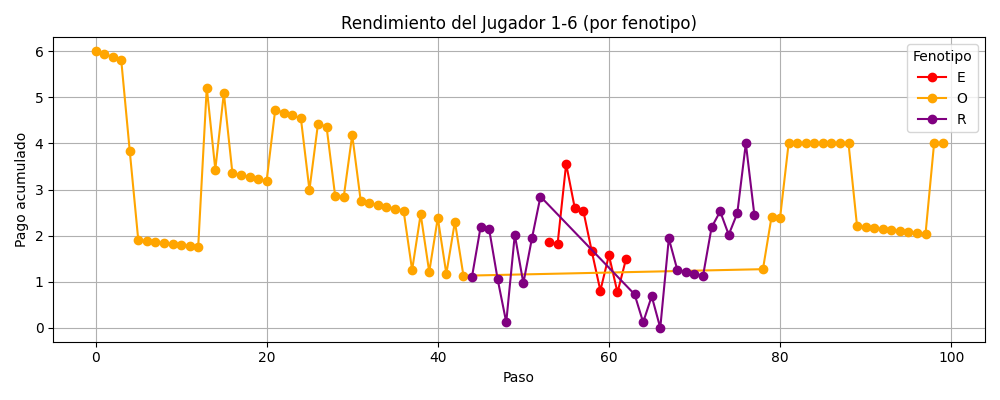 Rendimiento del Jugador 1-6 (por fenotipo)
Pago acumulado
6
5
4
3
2
1
0
Fenotipo
E
O
R
0 20 40 60 80 100
Paso